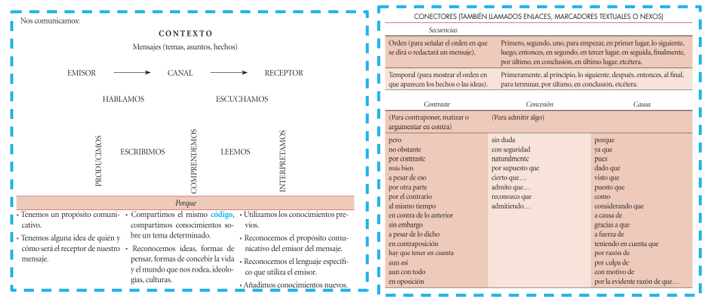 Nos comunicamos:
CONTEXTO
Mensajes (temas, asuntos, hechos)
EMISOR CANAL RECEPTOR
HABLAMOS ESCUCHAMOS
PRODUCIMOS
ESCRIBIMOS
COMPRENDEMOS
LEEMOS
INTERPRETAMOS
Porque
• Tenemos un propósito comuni-
cativo.
• Tenemos alguna idea de quién y
cómo será el receptor de nuestro
mensaje.
• Compartimos el mismo código,
compartimos conocimientos so-
bre un tema determinado.
• Reconocemos ideas, formas de
pensar, formas de concebir la vida
y el mundo que nos rodea, ideolo-
gías, culturas.
• Utilizamos los conocimientos pre-
vios.
• Reconocemos el propósito comu-
nicativo del emisor del mensaje.
• Reconocemos el lenguaje específi-
co que utiliza el emisor.
• Añadimos conocimientos nuevos.
CONECTORES (TAMBIÉN LLAMADOS ENLACES, MARCADORES TEXTUALES O NEXOS)
Secuencias
Orden (para señalar el orden en que
se dirá o redactará un mensaje).
Primero, segundo, uno, para empezar, en primer lugar, lo siguiente,
luego, entonces, en segundo, en tercer lugar, en seguida, finalmente,
por último, en conclusión, en último lugar, etcétera.
Temporal (para mostrar el orden en
que aparecen los hechos o las ideas).
Primeramente, al principio, lo siguiente, después, entonces, al final,
para terminar, por último, en conclusión, etcétera.
Contraste
(Para contraponer, matizar o
argumentar en contra)
pero
no obstante
por contraste
más bien
a pesar de eso
por otra parte
por el contrario
al mismo tiempo
en contra de lo anterior
sin embargo
a pesar de lo dicho
en contraposición
hay que tener en cuenta
aun así
aun con todo
en oposición
Concesión
(Para admitir algo)
sin duda
con seguridad
naturalmente
por supuesto que
cierto que…
admito que…
reconozco que
admitiendo…
Causa
porque
ya que
pues
dado que
visto que
puesto que
como
considerando que
a causa de
gracias a que
a fuerza de
teniendo en cuenta que
por razón de
por culpa de
con motivo de
por la evidente razón de que…